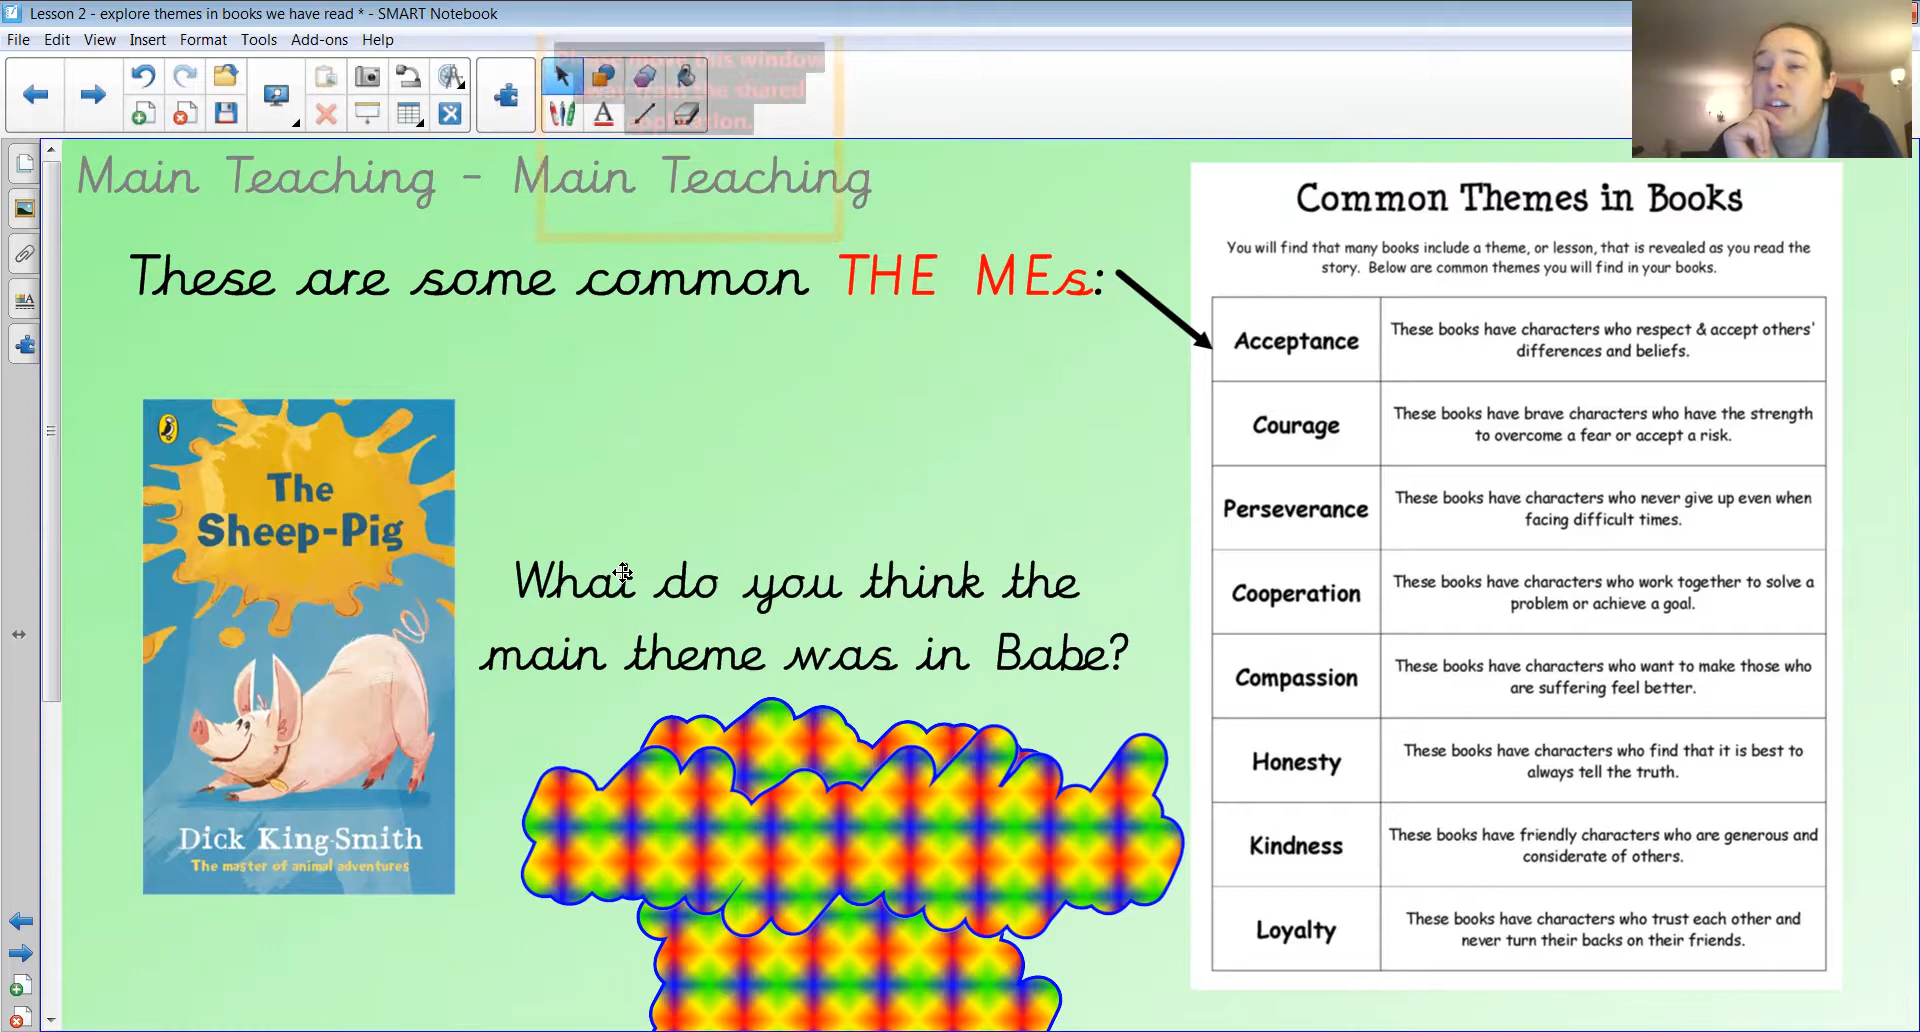 Lesson 2 - explore themes in books we have read * - SMART Notebook
File Edit View Insert Format Tools Add-ons Help
Please move this window
away from the shared
application.
Main Teaching - Main Teaching
These are some common THE MEs:
The
Sheep-Pig
Dick King-Smith
The master of animal adventures
What do you think the
main theme was in Babe?
Common Themes in Books
You will find that many books include a theme, or lesson, that is revealed as you read the
story. Below are common themes you will find in your books.
Acceptance
These books have characters who respect & accept others'
differences and beliefs.
Courage
These books have brave characters who have the strength
to overcome a fear or accept a risk.
Perseverance
These books have characters who never give up even when
facing difficult times.
Cooperation
These books have characters who work together to solve a
problem or achieve a goal.
Compassion
These books have characters who want to make those who
are suffering feel better.
Honesty
These books have characters who find that it is best to
always tell the truth.
Kindness
These books have friendly characters who are generous and
considerate of others.
Loyalty
These books have characters who trust each other and
never turn their backs on their friends.